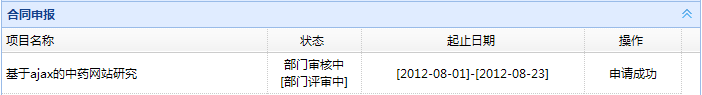 合同申报
项目名称 状态 起止日期 操作
基于ajax的中药网站研究 部门审核中 [2012-08-01]-[2012-08-23] 申请成功
[部门评审中]